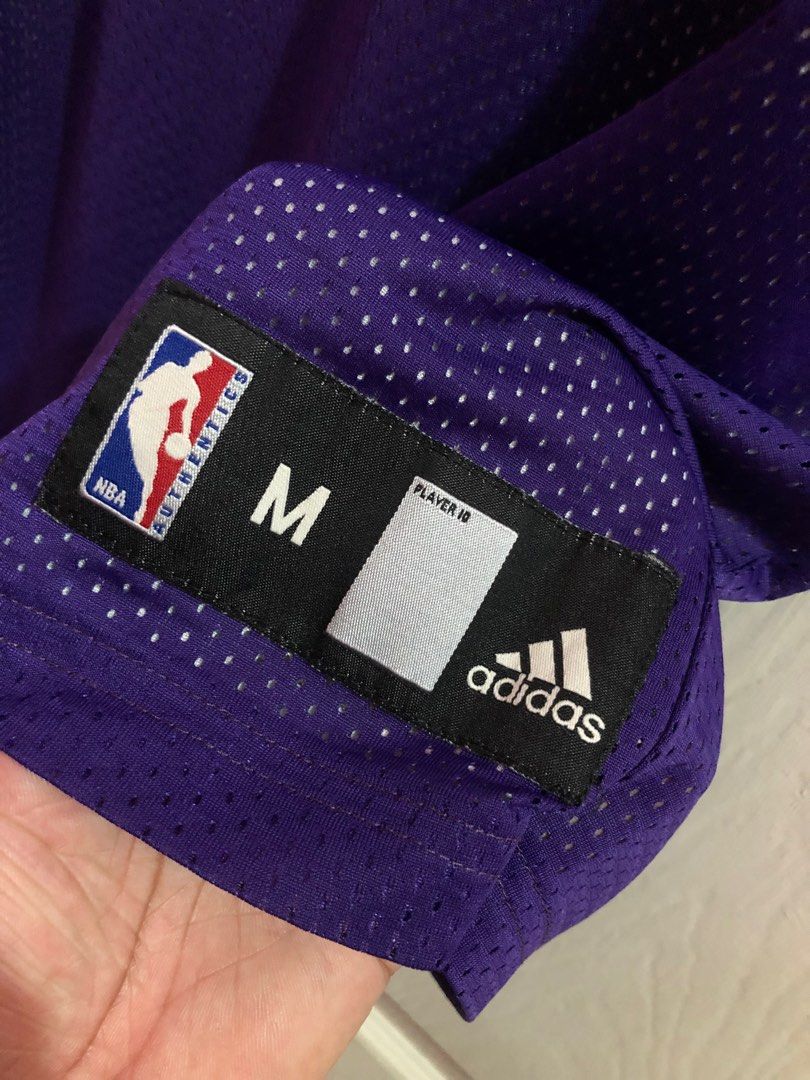 NBA
AUTHENTICS
M
PLAYER ID
adidas